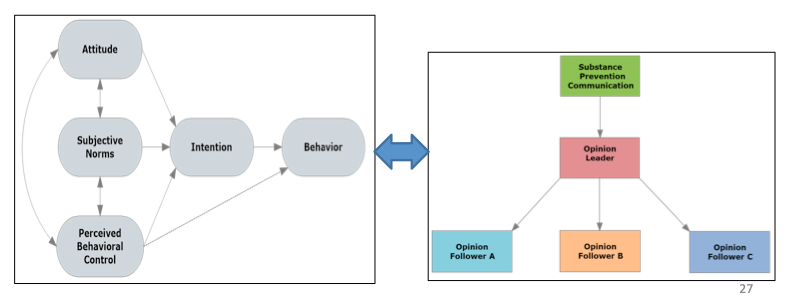 Attitude
Subjective
Norms
Perceived
Behavioral
Control
Intention
Behavior
Substance
Prevention
Communication
Opinion
Leader
Opinion
Follower A
Opinion
Follower B
Opinion
Follower C
27